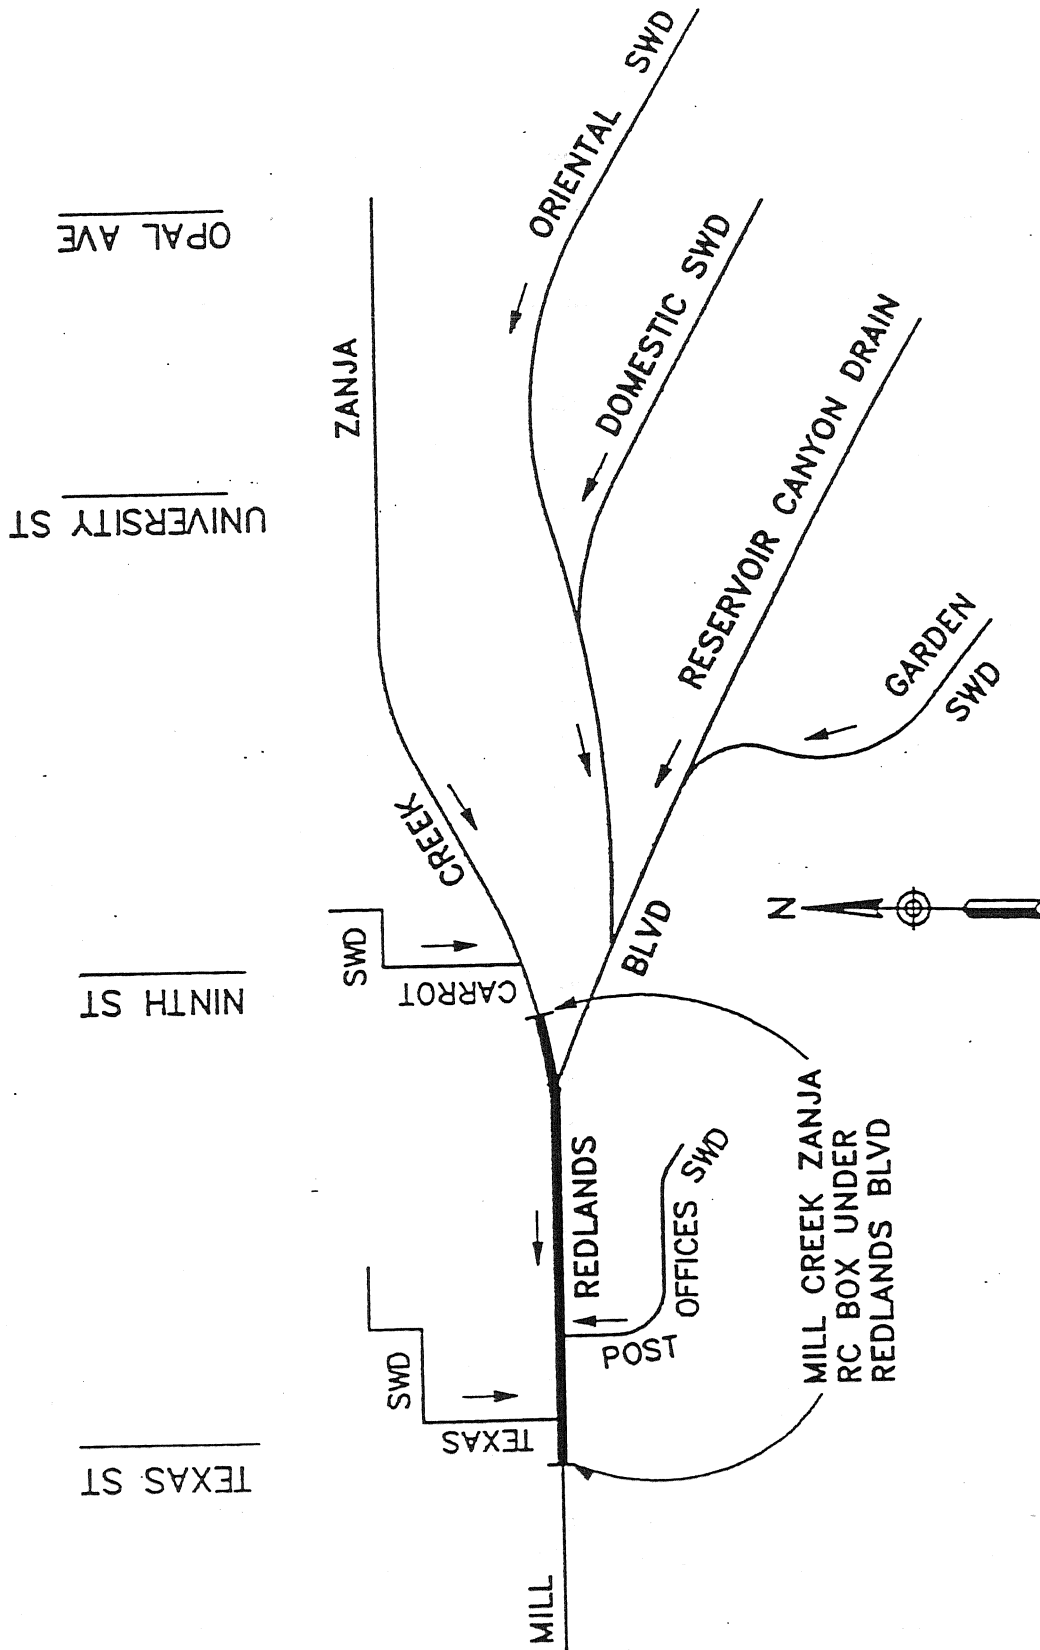 OPAL AVE
UNIVERSITY ST
NINTH ST
TEXAS ST
ZANJA
CREEK
MILL
ORIENTAL SWD
DOMESTIC SWD
RESERVOIR CANYON DRAIN
GARDEN
SWD
BLVD
REDLANDS
SWD
CARROT
SWD
TEXAS
POST
OFFICES SWD
N
MILL CREEK ZANJA
RC BOX UNDER
REDLANDS BLVD